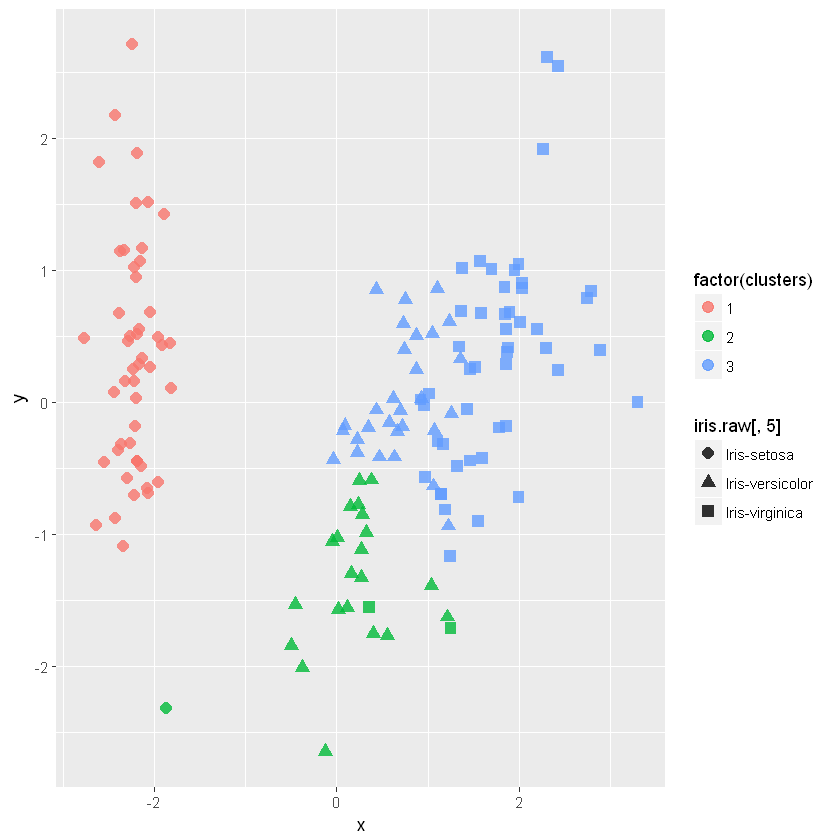 2
1
0
-1
-2
y
-2
0
2
x
factor(clusters)
1
2
3
iris.raw[, 5]
Iris-setosa
Iris-versicolor
Iris-virginica